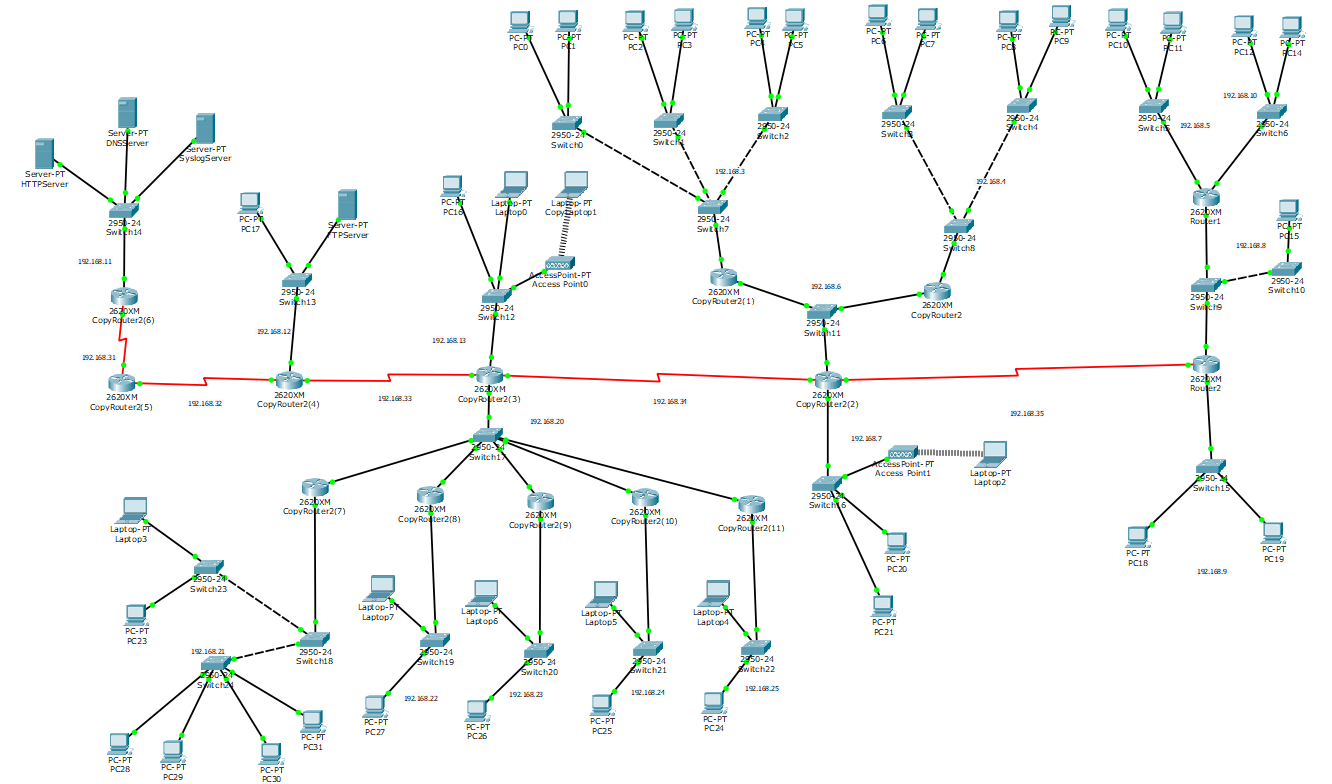 PC-PT
PC0
PC-PT
PC1
PC-PT
PC2
PC-PT
PC3
PC-PT
PC4
PC-PT
PC5
PC-PT
PC6
PC-PT
PC7
PC-PT
PC8
PC-PT
PC9
PC-PT
PC10
PC-PT
PC11
PC-PT
PC12
PC-PT
PC14
192.168.10
192.168.5
2950-24
Switch0
2950-24
Switch1
2950-24
Switch2
2950-24
Switch3
2950-24
Switch4
2950-24
Switch5
2950-24
Switch6
Server-PT
DNSServer
Server-PT
SyslogServer
Server-PT
HTTPServer
192.168.3
192.168.4
PC-PT
PC16
Laptop-PT
Laptop0
Laptop-PT
CopyLaptop1
2950-24
Switch14
PC-PT
PC17
Server-PT
2950-24
Switch7
2950-24
Switch8
2620XM
Router1
PC-PT
PC15
192.168.8
192.168.11
AccessPoint-PT
Access Point0
2950-24
Switch13
2950-24
Switch12
2620XM
CopyRouter2(6)
2620XM
CopyRouter2(1)
192.168.6
2620XM
CopyRouter2
2950-24
Switch11
2950-24
Switch9
2950-24
Switch10
192.168.12
192.168.13
192.168.31
2620XM
CopyRouter2(5)
2620XM
CopyRouter2(4)
2620XM
CopyRouter2(3)
2620XM
CopyRouter2(2)
2620XM
Router2
192.168.32
192.168.33
192.168.34
192.168.35
192.168.20
192.168.7
2950-24
Switch17
AccessPoint-PT
Access Point1
Laptop-PT
Laptop2
2950-24
Switch15
2950-24
Switch16
2620XM
CopyRouter2(7)
2620XM
CopyRouter2(8)
2620XM
CopyRouter2(9)
2620XM
CopyRouter2(10)
2620XM
CopyRouter2(11)
Laptop-PT
Laptop3
PC-PT
PC20
PC-PT
PC18
PC-PT
PC19
192.168.9
2950-24
Switch23
PC-PT
PC23
Laptop-PT
Laptop7
Laptop-PT
Laptop6
Laptop-PT
Laptop5
Laptop-PT
Laptop4
PC-PT
PC21
192.168.21
2950-24
Switch18
2950-24
Switch19
2950-24
Switch20
2950-24
Switch21
2950-24
Switch22
2950-24
Switch24
192.168.22
192.168.23
192.168.24
192.168.25
PC-PT
PC27
PC-PT
PC26
PC-PT
PC25
PC-PT
PC24
PC-PT
PC28
PC-PT
PC29
PC-PT
PC30
PC-PT
PC31